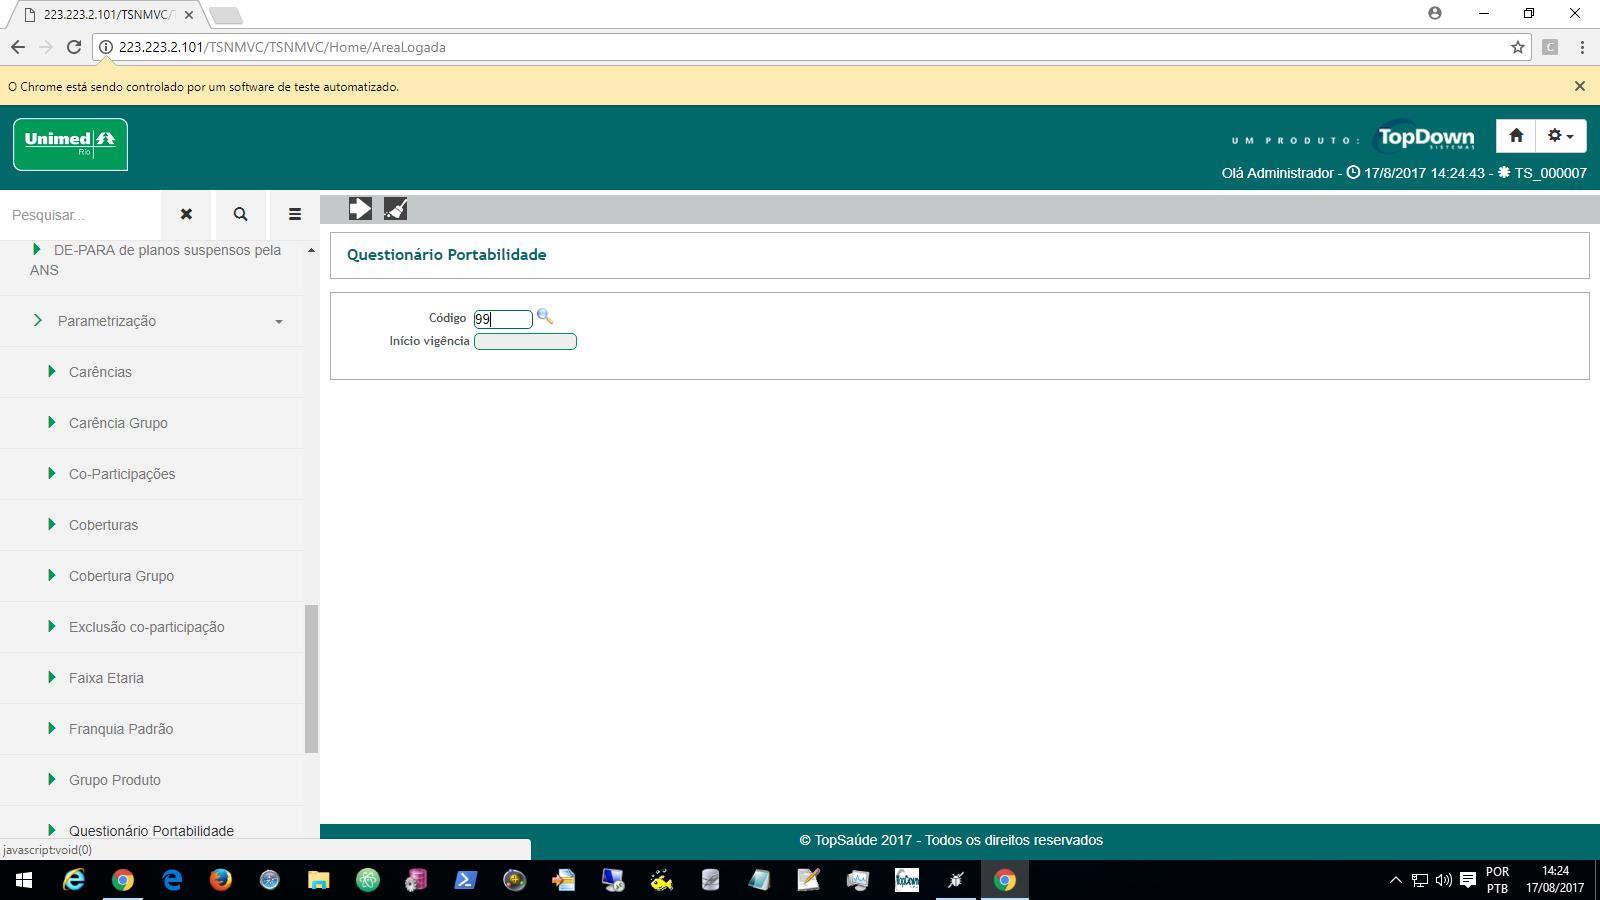 223.223.2.101/TSNMVC/
223.223.2.101/TSNMVC/TSNMVC/Home/AreaLogada
C
O Chrome está sendo controlado por um software de teste automatizado.
Unimed
Rio
UM PRODUTO:
TopDown
SISTEMAS
Olá Administrador - 17/8/2017 14:24:43 - TS_000007
Pesquisar...
DE-PARA de planos suspensos pela
ANS
Parametrização
Carências
Carência Grupo
Co-Participações
Coberturas
Cobertura Grupo
Exclusão co-participação
Faixa Etaria
Franquia Padrão
Grupo Produto
Questionário Portabilidade
javascript:void(0)
Questionário Portabilidade
Código 99
Início vigência
© TopSaúde 2017 - Todos os direitos reservados
TopDown
POR
PTB
14:24
17/08/2017